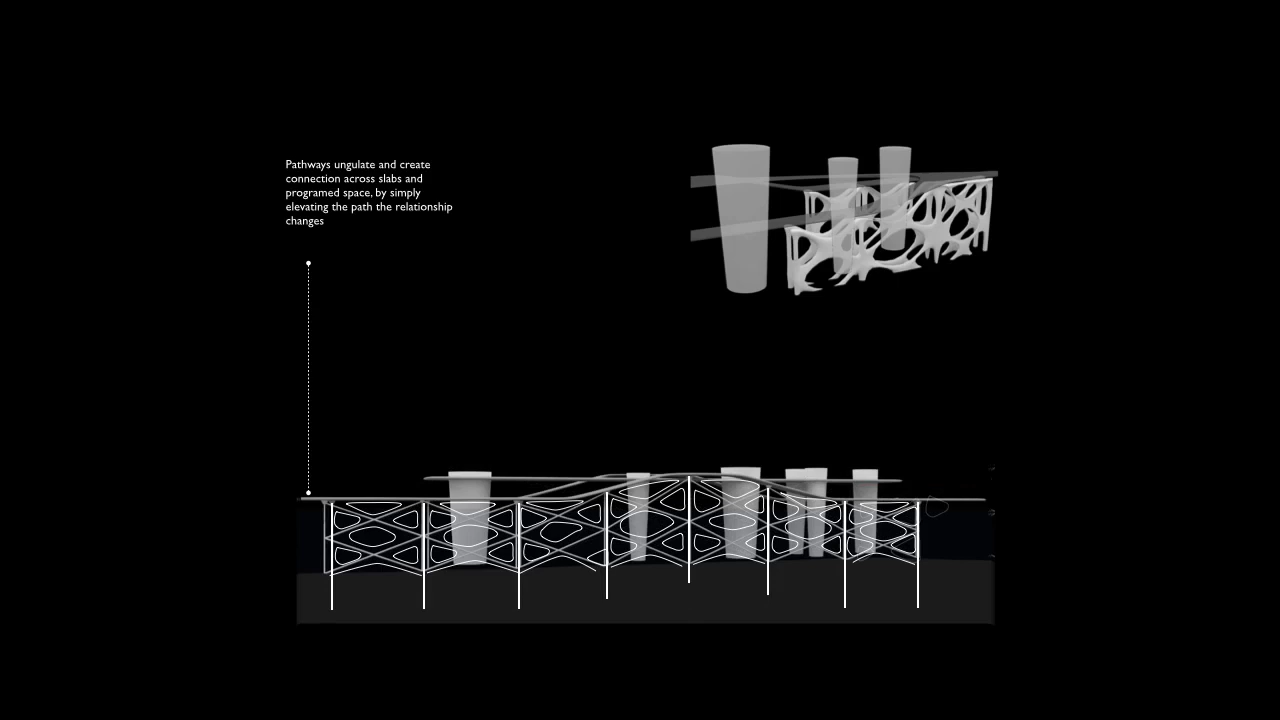 Pathways ungulate and create
connection across slabs and
programed space, by simply
elevating the path the relationship
changes